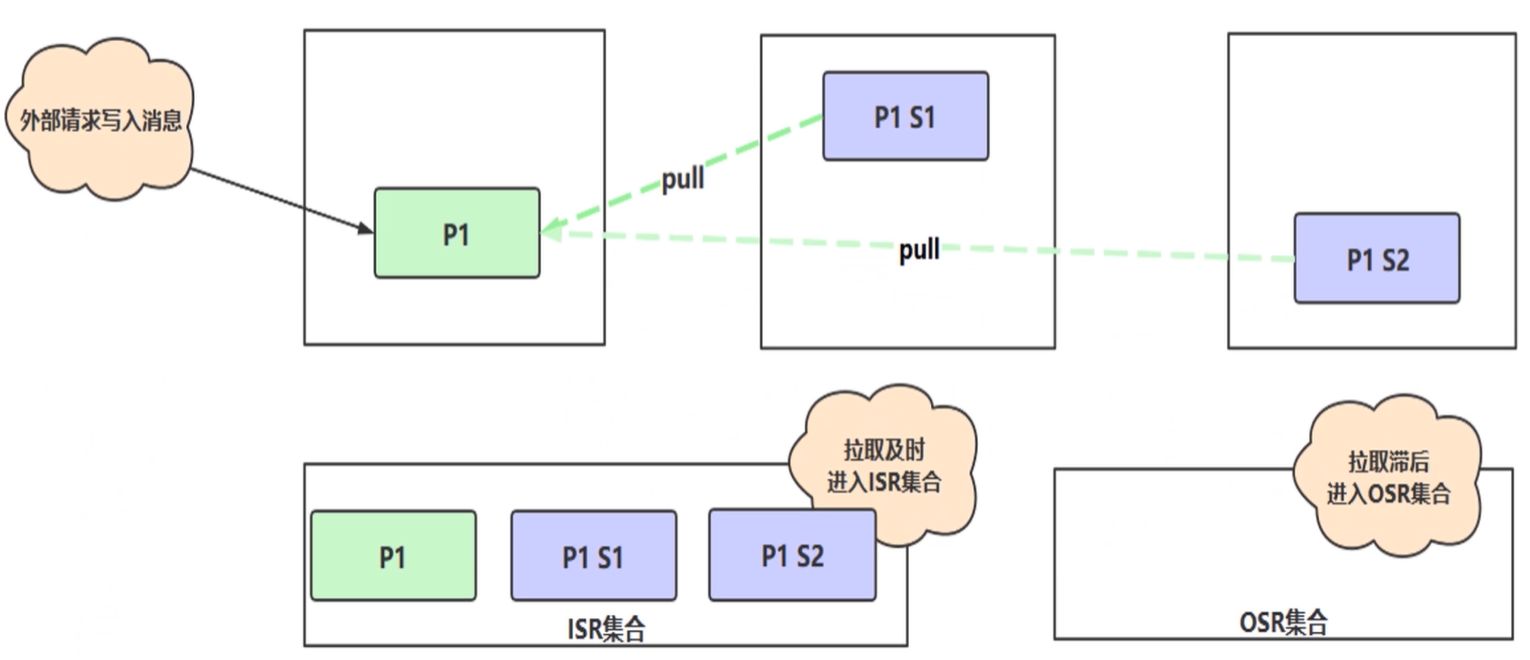 外部请求写入消息
P1
pull
P1 S1
pull
P1 S2
拉取及时
进入ISR集合
P1
P1 S1
P1 S2
ISR集合
拉取滞后
进入OSR集合
OSR集合